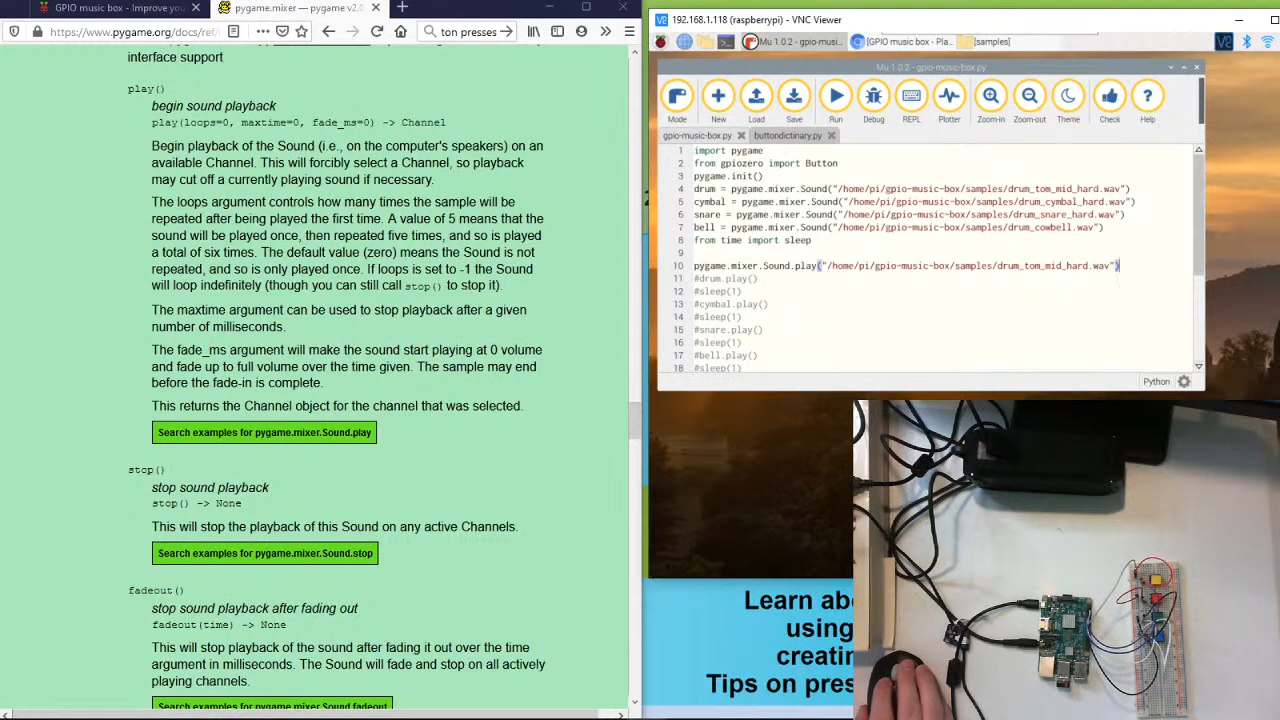 GPIO music box - Improve you
pygame.mixer — pygame v2.0
https://www.pygame.org/docs/ref/
ton presses
interface support
play()
begin sound playback
play(loops=0, maxtime=0, fade_ms=0) -> Channel
Begin playback of the Sound (i.e., on the computer's speakers) on an
available Channel. This will forcibly select a Channel, so playback
may cut off a currently playing sound if necessary.
The loops argument controls how many times the sample will be
repeated after being played the first time. A value of 5 means that the
sound will be played once, then repeated five times, and so is played
a total of six times. The default value (zero) means the Sound is not
repeated, and so is only played once. If loops is set to -1 the Sound
will loop indefinitely (though you can still call stop() to stop it).
The maxtime argument can be used to stop playback after a given
number of milliseconds.
The fade_ms argument will make the sound start playing at 0 volume
and fade up to full volume over the time given. The sample may end
before the fade-in is complete.
This returns the Channel object for the channel that was selected.
Search examples for pygame.mixer.Sound.play
stop()
stop sound playback
stop() -> None
This will stop the playback of this Sound on any active Channels.
Search examples for pygame.mixer.Sound.stop
fadeout()
stop sound playback after fading out
fadeout(time) -> None
This will stop playback of the sound after fading it out over the time
argument in milliseconds. The Sound will fade and stop on all actively
playing channels.
Search examples for pygame.mixer.Sound.fadeout
192.168.1.118 (raspberrypi) - VNC Viewer
Mu 1.0.2 - gpio-musi...
[GPIO music box - Pla...
[samples]
Mu 1.0.2 - gpio-music-box.py
Mode New Load Save Run Debug REPL Plotter Zoom-in Zoom-out Theme Check Help
gpio-music-box.py
buttondictinary.py
1 import pygame
2 from gpiozero import Button
3 pygame.init()
4 drum = pygame.mixer.Sound("/home/pi/gpio-music-box/samples/drum_tom_mid_hard.wav")
5 cymbal = pygame.mixer.Sound("/home/pi/gpio-music-box/samples/drum_cymbal_hard.wav")
6 snare = pygame.mixer.Sound("/home/pi/gpio-music-box/samples/drum_snare_hard.wav")
7 bell = pygame.mixer.Sound("/home/pi/gpio-music-box/samples/drum_cowbell.wav")
8 from time import sleep
9
10 pygame.mixer.Sound.play("/home/pi/gpio-music-box/samples/drum_tom_mid_hard.wav")
11 #drum.play()
12 #sleep(1)
13 #cymbal.play()
14 #sleep(1)
15 #snare.play()
16 #sleep(1)
17 #bell.play()
18 #sleep(1)
Python
Learn abo
using
creatin
Tips on pres